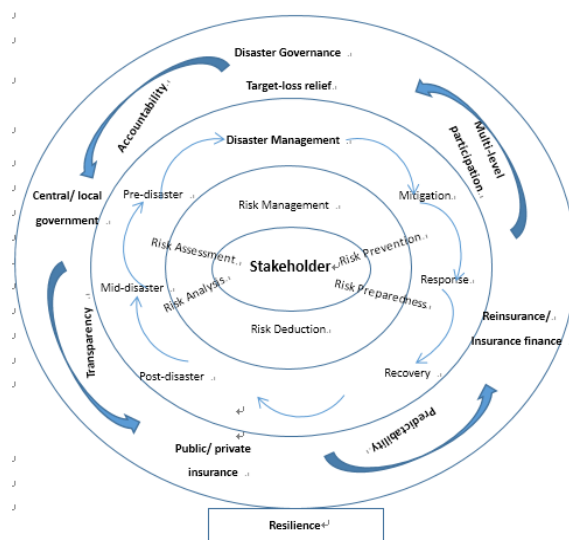 Disaster Governance
Target-loss relief
Accountability
Multi-level
participation
Disaster Management
Central/ local
government
Pre-disaster
Mitigation
Risk Management
Risk Assessment
Risk Prevention
Stakeholder
Mid-disaster
Risk Analysis
Risk Preparedness
Response
Reinsurance/
Insurance finance
Transparency
Risk Deduction
Post-disaster
Recovery
Predictability
Public/ private
insurance
Resilience